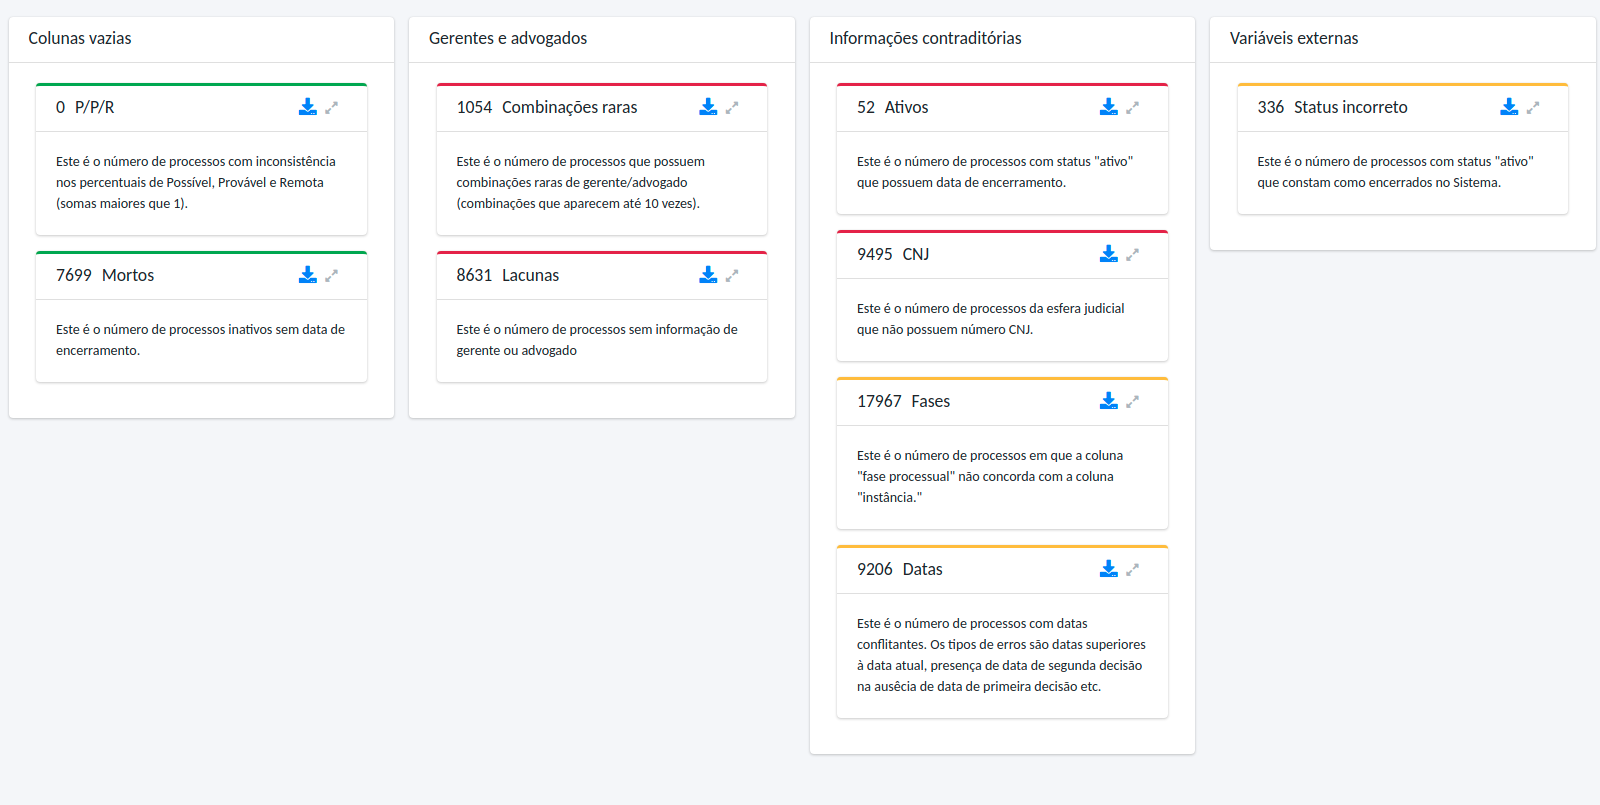 Colunas vazias
0 P/P/R
Este é o número de processos com inconsistência
nos percentuais de Possível, Provável e Remota
(somas maiores que 1).
7699 Mortos
Este é o número de processos inativos sem data de
encerramento.
Gerentes e advogados
1054 Combinações raras
Este é o número de processos que possuem
combinações raras de gerente/advogado
(combinações que aparecem até 10 vezes).
8631 Lacunas
Este é o número de processos sem informação de
gerente ou advogado
Informações contraditórias
52 Ativos
Este é o número de processos com status "ativo"
que possuem data de encerramento.
9495 CNJ
Este é o número de processos da esfera judicial
que não possuem número CNJ.
17967 Fases
Este é o número de processos em que a coluna
"fase processual" não concorda com a coluna
"instância."
9206 Datas
Este é o número de processos com datas
conflitantes. Os tipos de erros são datas superiores
à data atual, presença de data de segunda decisão
na ausêcia de data de primeira decisão etc.
Variáveis externas
336 Status incorreto
Este é o número de processos com status "ativo"
que constam como encerrados no Sistema.